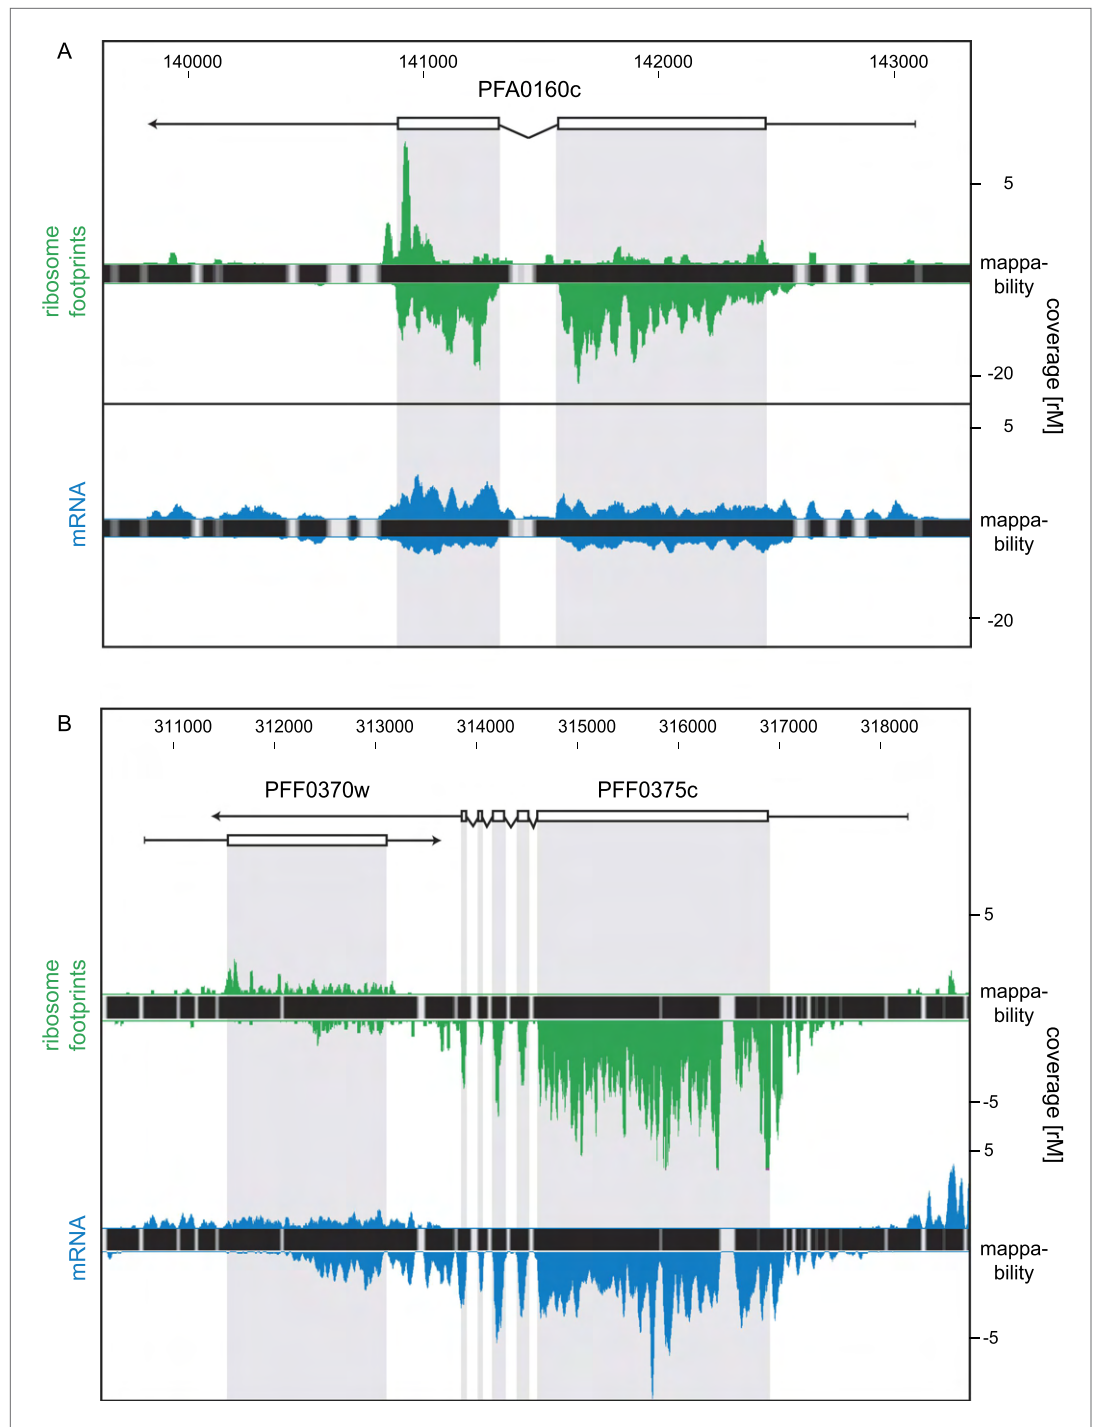 A
140000 141000 142000 143000
PFA0160c
5
ribosome
footprints
mappa-
bility
-20
coverage [rM]
5
mRNA
mappa-
bility
-20
B
311000 312000 313000 314000 315000 316000 317000 318000
PFF0370w PFF0375c
5
ribosome
footprints
mappa-
bility
-5
coverage [rM]
5
mRNA
mappa-
bility
-5